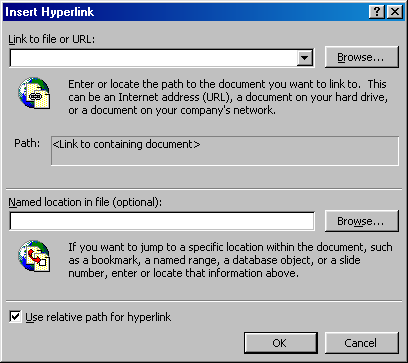 Insert Hyperlink
Link to file or URL:
Browse...
Enter or locate the path to the document you want to link to.  This
can be an Internet address (URL), a document on your hard drive,
or a document on your company's network.
Path: <Link to containing document>
Named location in file (optional):
Browse...
If you want to jump to a specific location within the document, such
as a bookmark, a named range, a database object, or a slide
number, enter or locate that information above.
Use relative path for hyperlink
OK Cancel